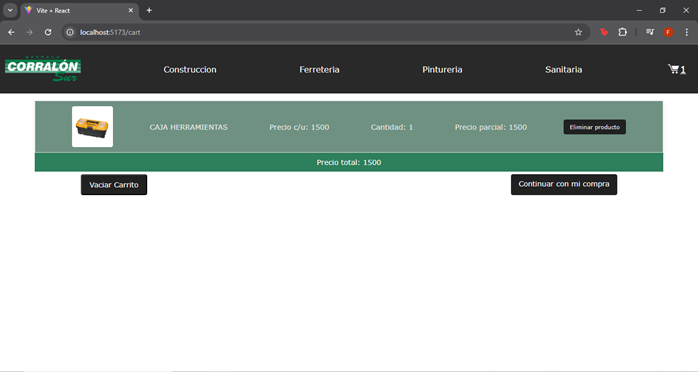 Vite + React
localhost:5173/cart
F
CORRALÓN
Sur
Construccion
Ferreteria
Pintureria
Sanitaria
1
CAJA HERRAMIENTAS
Precio c/u: 1500
Cantidad: 1
Precio parcial: 1500
Eliminar producto
Precio total: 1500
Vaciar Carrito
Continuar con mi compra